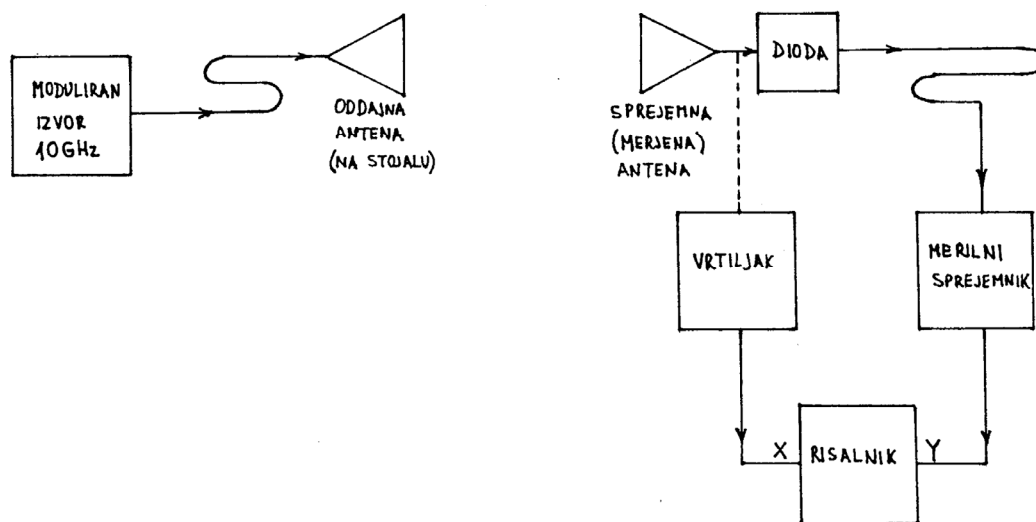 MODULIRAN
IZVOR
10GHz
ODDAJNA
ANTENA
(NA STOJALU)
SPREJEMNA
(MERJENA)
ANTENA
DIODA
VRTILJAK
MERILNI
SPREJEMNIK
X
RISALNIK
Y